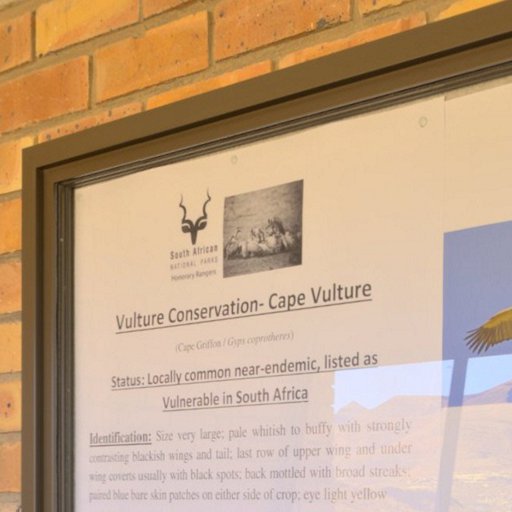 South African
NATIONAL PARKS
Honorary Rangers
Vulture Conservation- Cape Vulture
(Cape Griffon / Gyps coprotheres)
Status: Locally common near-endemic, listed as
Vulnerable in South Africa
Identification: Size very large; pale whitish to buffy with strongly
contrasting blackish wings and tail; last row of upper wing and under
wing coverts usually with black spots; back mottled with broad streaks;
paired blue bare skin patches on either side of crop; eye light yellow